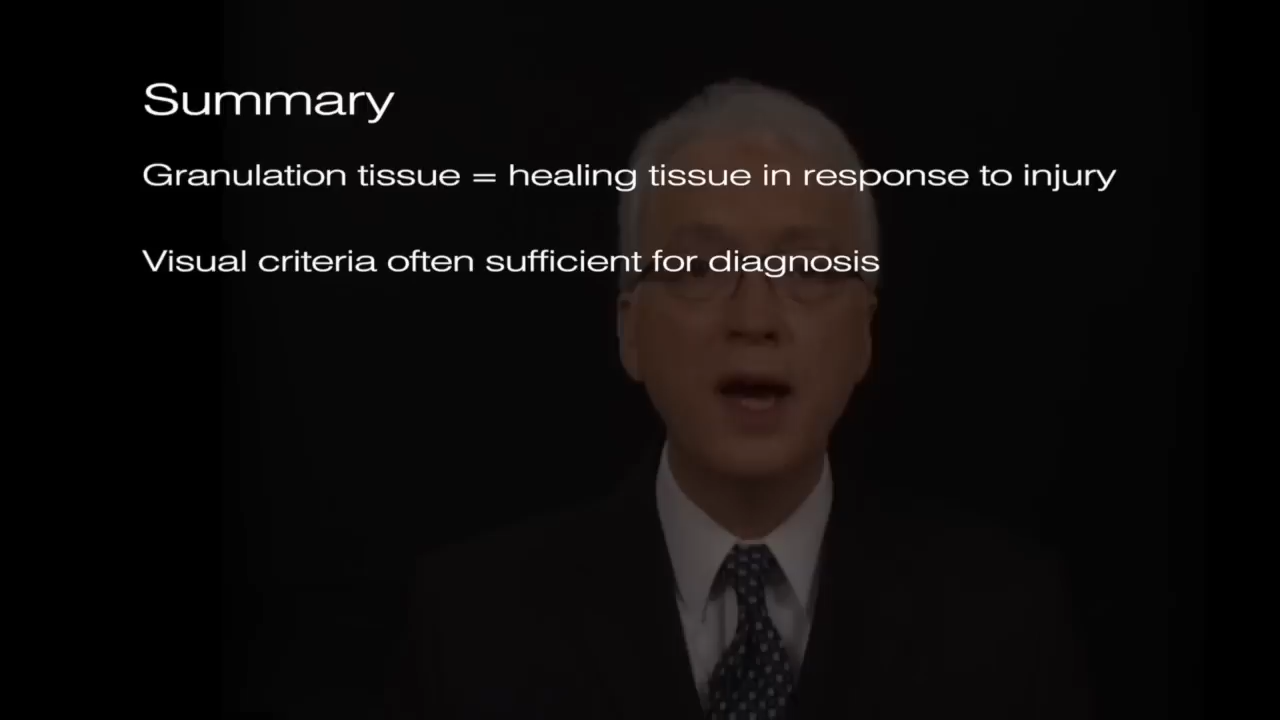 Summary
Granulation tissue = healing tissue in response to injury
Visual criteria often sufficient for diagnosis